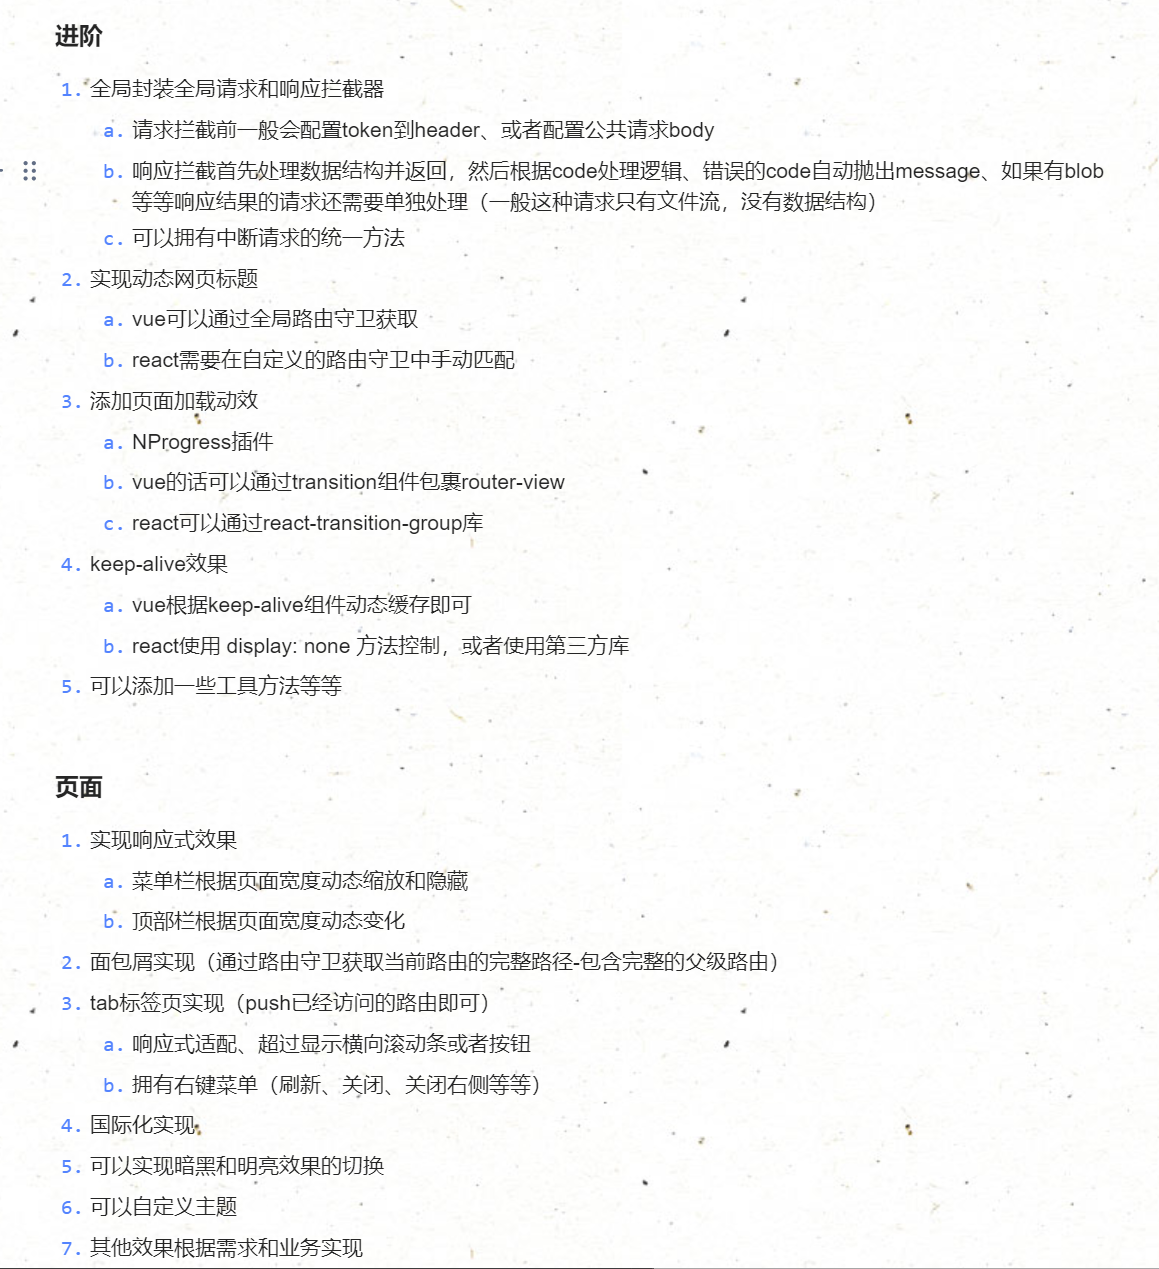 进阶
1. 全局封装全局请求和响应拦截器
a. 请求拦截前一般会配置token到header、或者配置公共请求body
b. 响应拦截首先处理数据结构并返回，然后根据code处理逻辑、错误的code自动抛出message、如果有blob
等等响应结果的请求还需要单独处理（一般这种请求只有文件流，没有数据结构）
c. 可以拥有中断请求的统一方法
2. 实现动态网页标题
a. vue可以通过全局路由守卫获取
b. react需要在自定义的路由守卫中手动匹配
3. 添加页面加载动效
a. NProgress插件
b. vue的话可以通过transition组件包裹router-view
c. react可以通过react-transition-group库
4. keep-alive效果
a. vue根据keep-alive组件动态缓存即可
b. react使用 display: none 方法控制，或者使用第三方库
5. 可以添加一些工具方法等等
页面
1. 实现响应式效果
a. 菜单栏根据页面宽度动态缩放和隐藏
b. 顶部栏根据页面宽度动态变化
2. 面包屑实现（通过路由守卫获取当前路由的完整路径-包含完整的父级路由）
3. tab标签页实现（push已经访问的路由即可）
a. 响应式适配、超过显示横向滚动条或者按钮
b. 拥有右键菜单（刷新、关闭、关闭右侧等等）
4. 国际化实现
5. 可以实现暗黑和明亮效果的切换
6. 可以自定义主题
7. 其他效果根据需求和业务实现